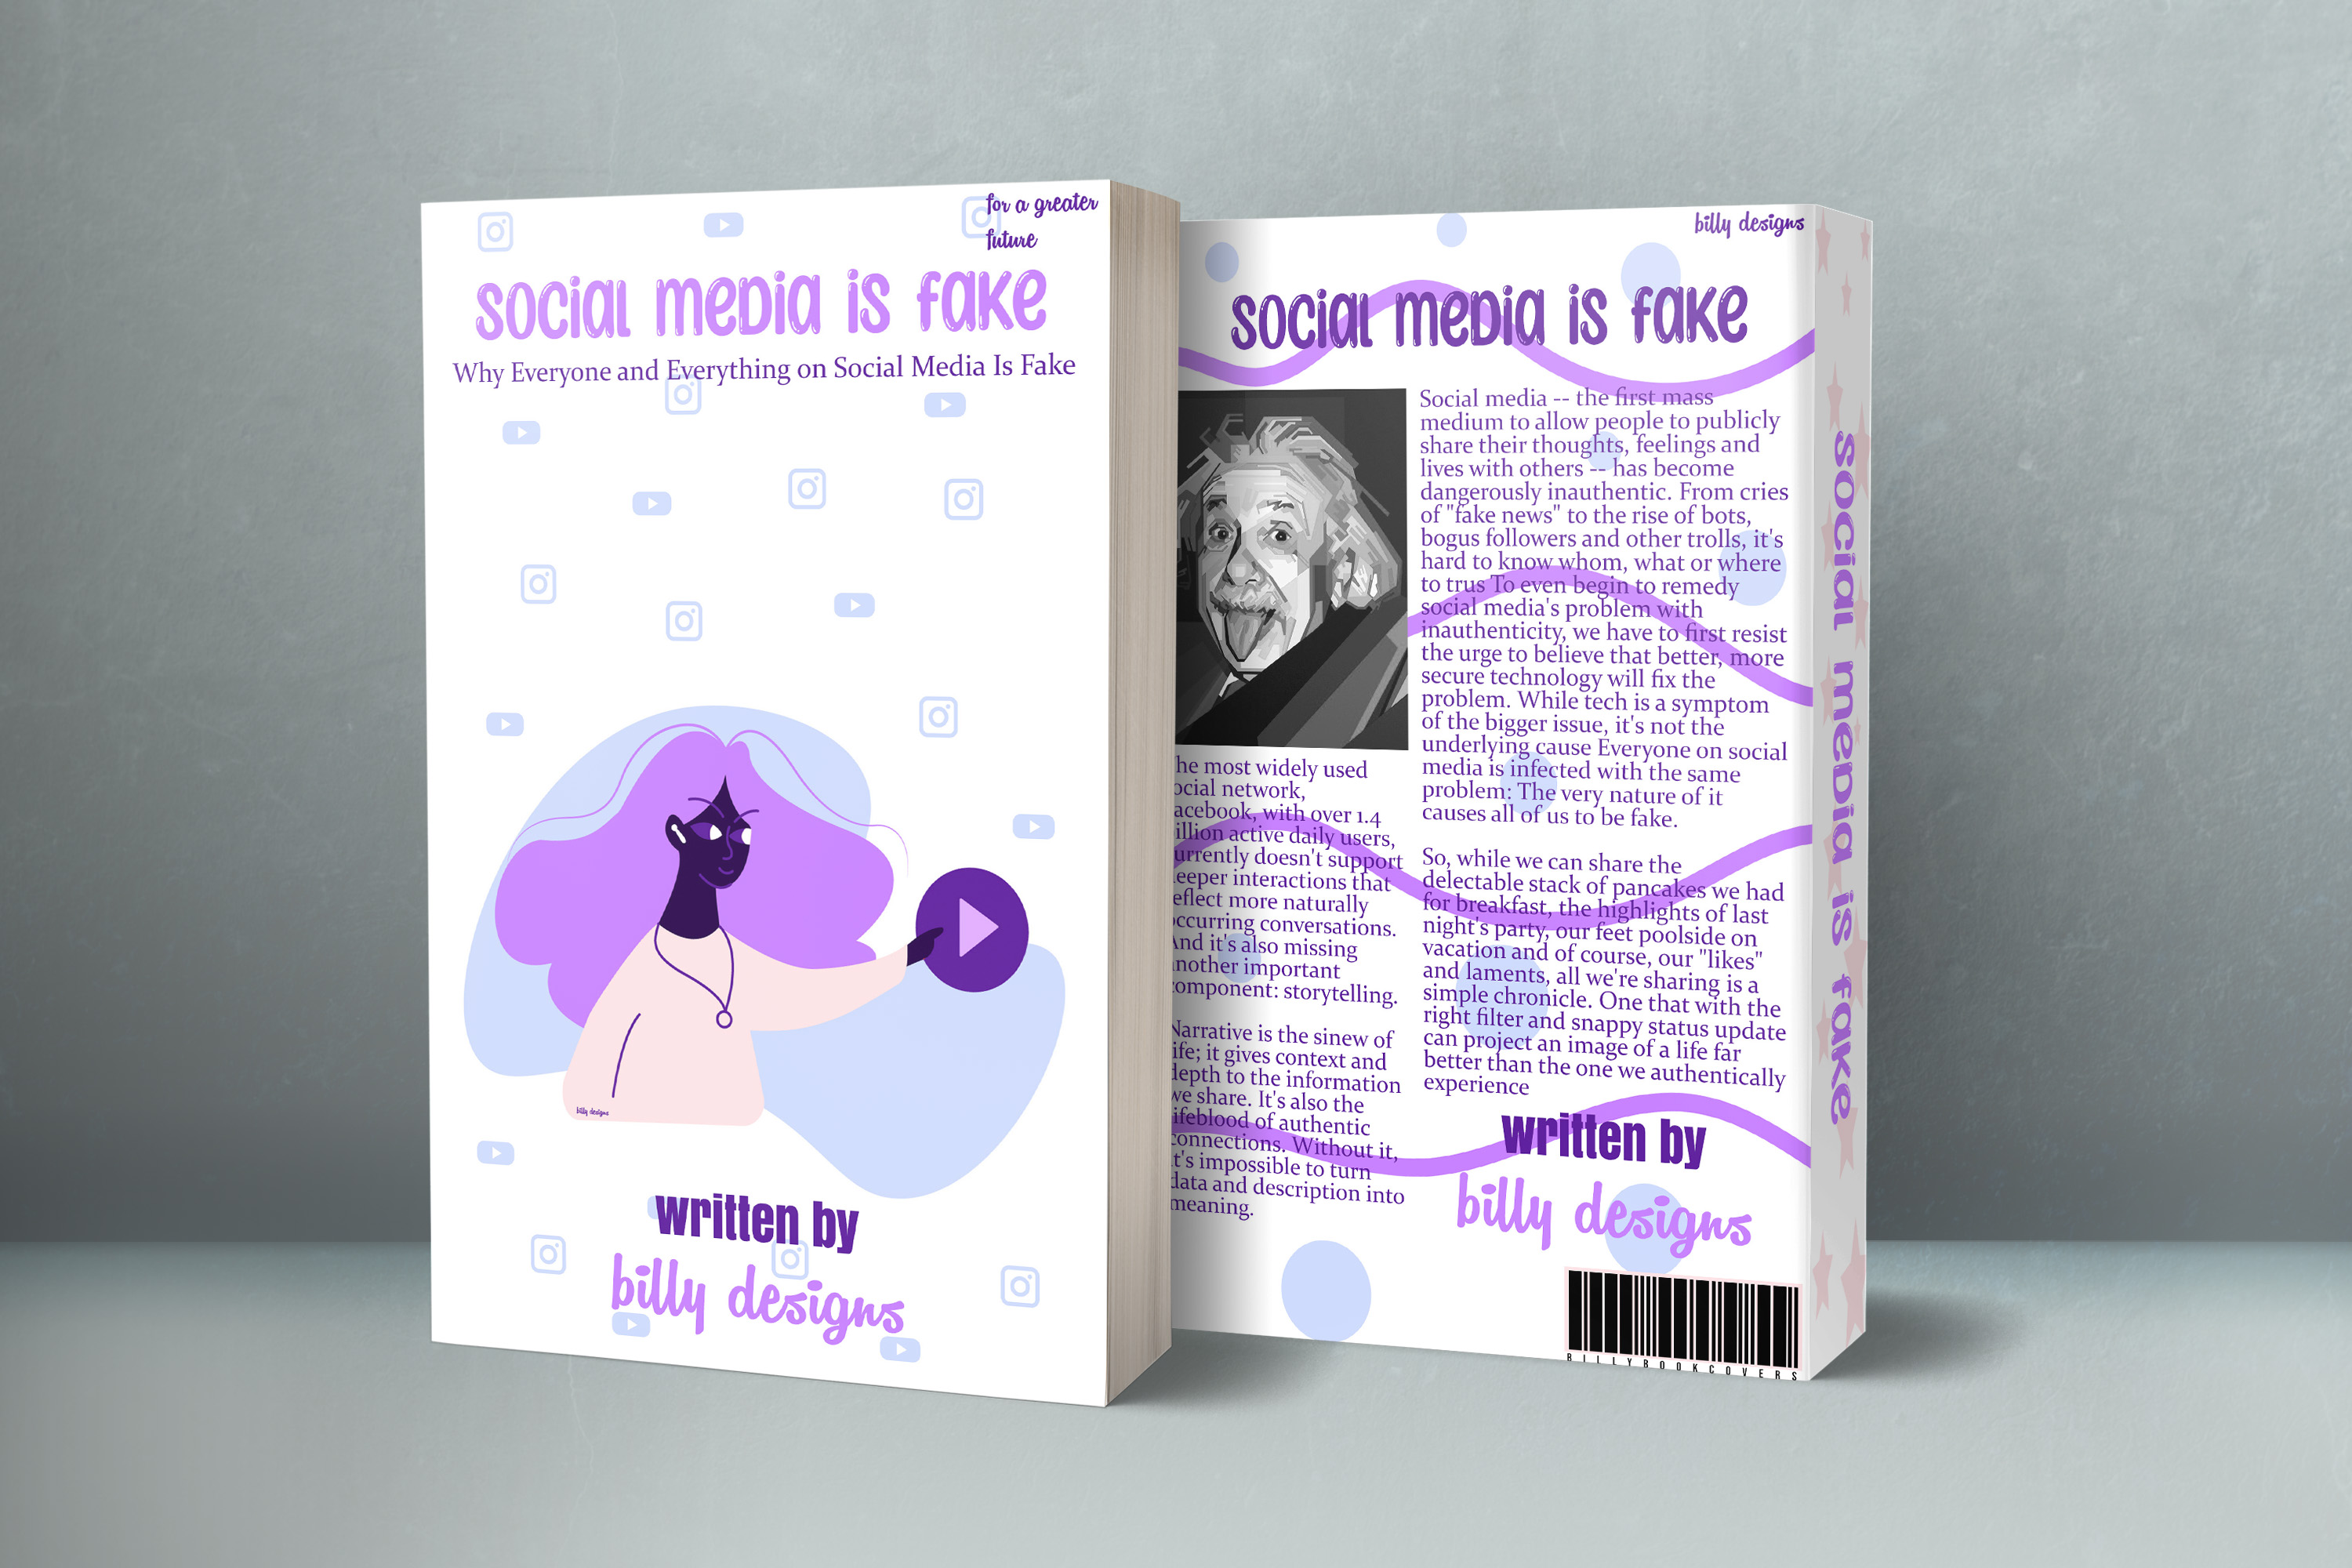 for a greater
future
social media is fake
Why Everyone and Everything on Social Media Is Fake
billy designs
written by
billy designs
billy designs
social media is fake
Social media -- the first mass
medium to allow people to publicly
share their thoughts, feelings and
lives with others -- has become
dangerously inauthentic. From cries
of "fake news" to the rise of bots,
bogus followers and other trolls, it's
hard to know whom, what or where
to trus To even begin to remedy
social media's problem with
inauthenticity, we have to first resist
the urge to believe that better, more
secure technology will fix the
problem. While tech is a symptom
of the bigger issue, it's not the
underlying cause Everyone on social
media is infected with the same
problem: The very nature of it
causes all of us to be fake.
So, while we can share the
delectable stack of pancakes we had
for breakfast, the highlights of last
night's party, our feet poolside on
vacation and of course, our "likes"
and laments, all we're sharing is a
simple chronicle. One that with the
right filter and snappy status update
can project an image of a life far
better than the one we authentically
experience
he most widely used
ocial network,
acebook, with over 1.4
illion active daily users,
urrently doesn't support
eeper interactions that
eflect more naturally
occurring conversations.
And it's also missing
another important
component: storytelling.
Narrative is the sinew of
ife; it gives context and
depth to the information
we share. It's also the
lifeblood of authentic
connections. Without it,
it's impossible to turn
data and description into
meaning.
written by
billy designs
BILLYBOOKCOVERS
social media is fake